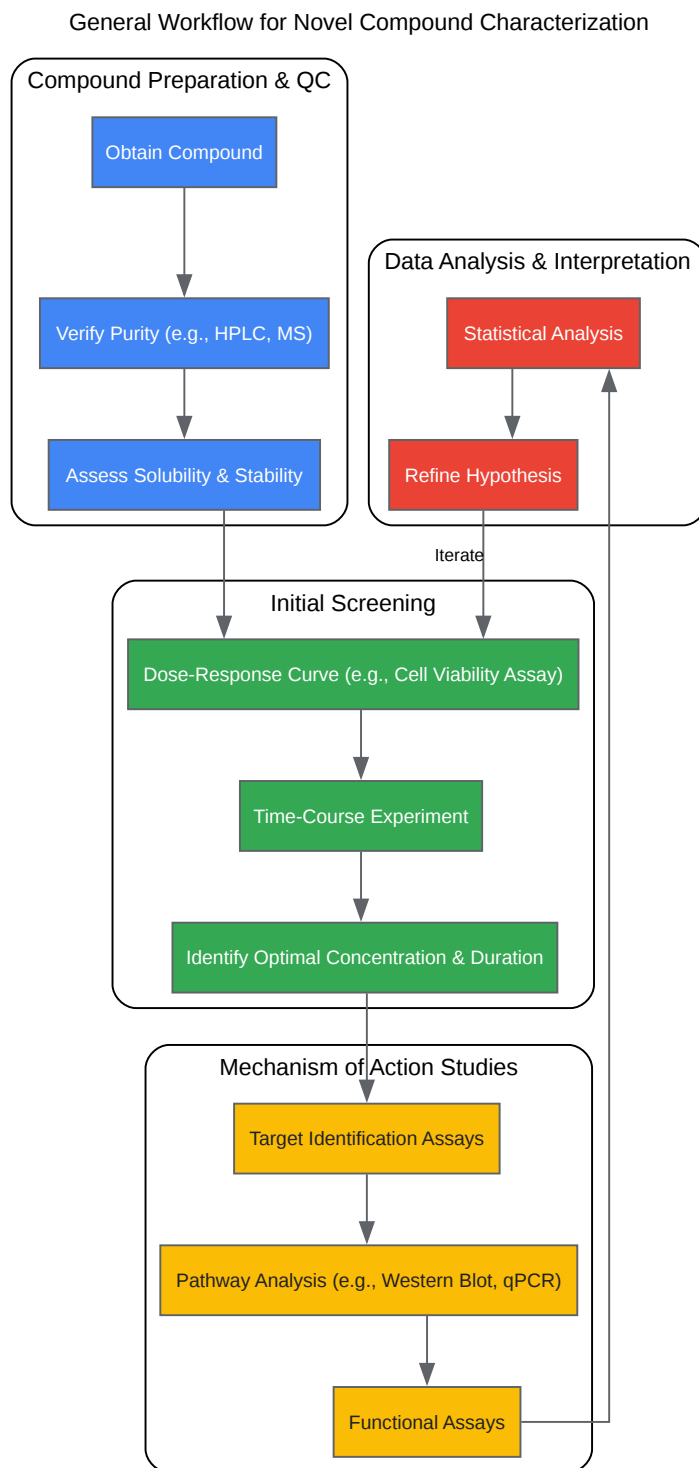 General Workflow for Novel Compound Characterization
Compound Preparation & QC
Obtain Compound
Verify Purity (e.g., HPLC, MS)
Assess Solubility & Stability
Data Analysis & Interpretation
Statistical Analysis
Refine Hypothesis
Iterate
Initial Screening
Dose-Response Curve (e.g., Cell Viability Assay)
Time-Course Experiment
Identify Optimal Concentration & Duration
Mechanism of Action Studies
Target Identification Assays
Pathway Analysis (e.g., Western Blot, qPCR)
Functional Assays